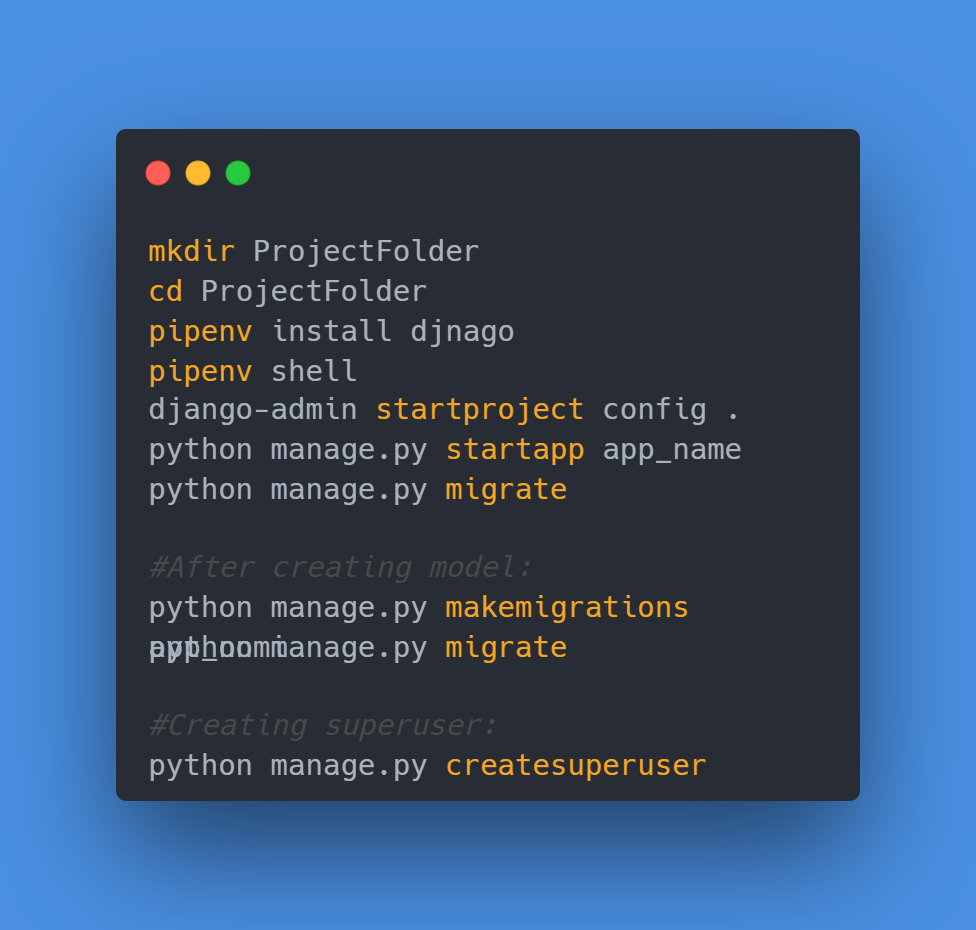 mkdir ProjectFolder
cd ProjectFolder
pipenv install djnago
pipenv shell
django-admin startproject config .
python manage.py startapp app_name
python manage.py migrate
#After creating model:
python manage.py makemigrations
python manage.py migrate
#Creating superuser:
python manage.py createsuperuser